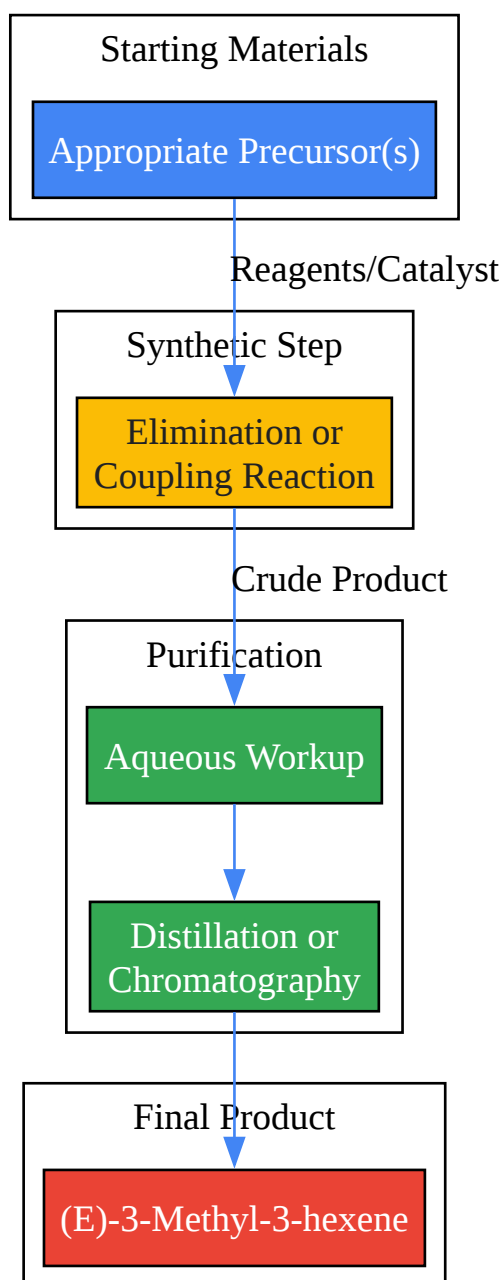 Starting Materials
Appropriate Precursor(s)
Reagents/Catalyst
Synthetic Step
Elimination or
Coupling Reaction
Crude Product
Purification
Aqueous Workup
Distillation or
Chromatography
Final Product
(E)-3-Methyl-3-hexene